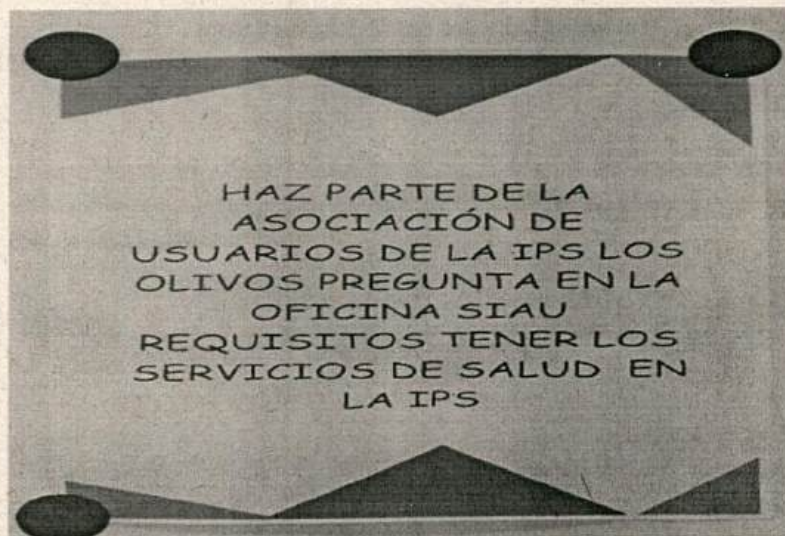 HAZ PARTE DE LA
ASOCIACIÓN DE
USUARIOS DE LA IPS LOS
OLIVOS PREGUNTA EN LA
OFICINA SIAU
REQUISITOS TENER LOS
SERVICIOS DE SALUD EN
LA IPS